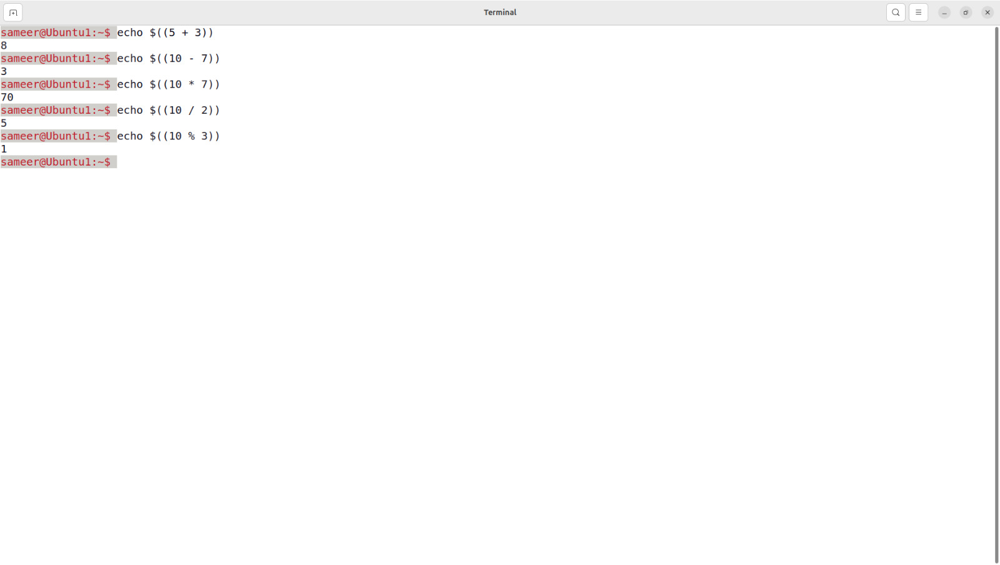 Terminal
sameer@Ubuntu1:~$ echo $((5 + 3))
8
sameer@Ubuntu1:~$ echo $((10 - 7))
3
sameer@Ubuntu1:~$ echo $((10 * 7))
70
sameer@Ubuntu1:~$ echo $((10 / 2))
5
sameer@Ubuntu1:~$ echo $((10 % 3))
1
sameer@Ubuntu1:~$